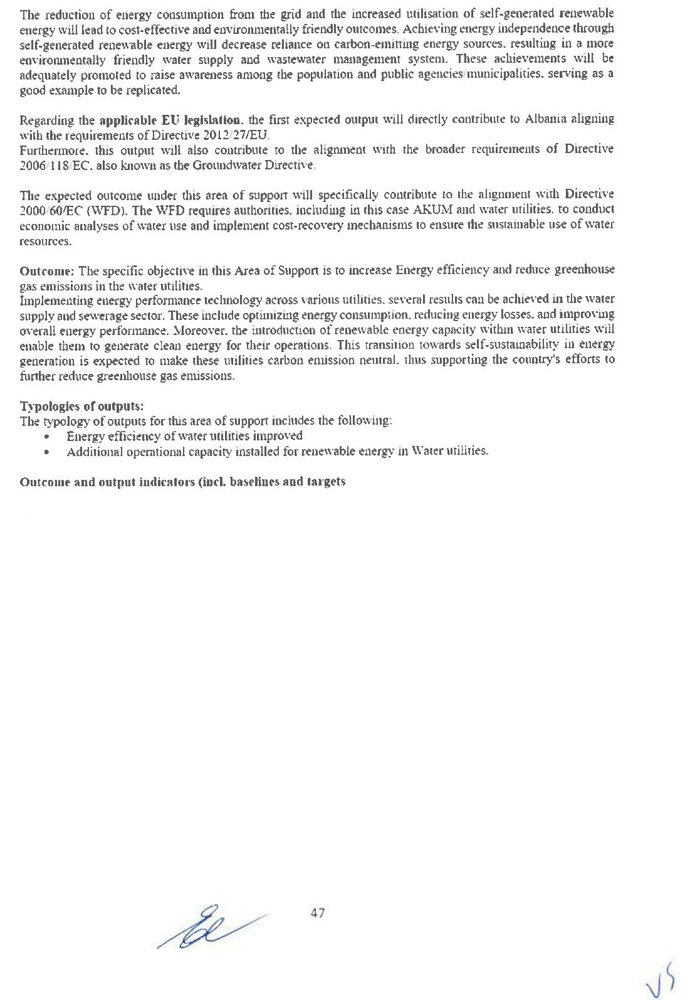 The reduction of energy consumption from the grid and the increased utilisation of self-generated renewable
energy will lead to cost-effective and environmentally friendly outcomes. Achieving energy independence through
self-generated renewable energy will decrease reliance on carbon-emitting energy sources, resulting in a more
environmentally friendly water supply and wastewater management system. These achievements will be
adequately promoted to raise awareness among the population and public agencies/municipalities, serving as a
good example to be replicated.
Regarding the applicable EU legislation, the first expected output will directly contribute to Albania aligning
with the requirements of Directive 2012/27/EU.
Furthermore, this output will also contribute to the alignment with the broader requirements of Directive
2006/118/EC, also known as the Groundwater Directive.
The expected outcome under this area of support will specifically contribute to the alignment with Directive
2000/60/EC (WFD). The WFD requires authorities, including in this case AKUM and water utilities, to conduct
economic analyses of water use and implement cost-recovery mechanisms to ensure the sustainable use of water
resources.
Outcome: The specific objective in this Area of Support is to increase Energy efficiency and reduce greenhouse
gas emissions in the water utilities.
Implementing energy performance technology across various utilities, several results can be achieved in the water
supply and sewerage sector. These include optimizing energy consumption, reducing energy losses, and improving
overall energy performance. Moreover, the introduction of renewable energy capacity within water utilities will
enable them to generate clean energy for their operations. This transition towards self-sustainability in energy
generation is expected to make these utilities carbon emission neutral, thus supporting the country's efforts to
further reduce greenhouse gas emissions.
Typologies of outputs:
The typology of outputs for this area of support includes the following:
• Energy efficiency of water utilities improved
• Additional operational capacity installed for renewable energy in Water utilities.
Outcome and output indicators (incl. baselines and targets
47
VS